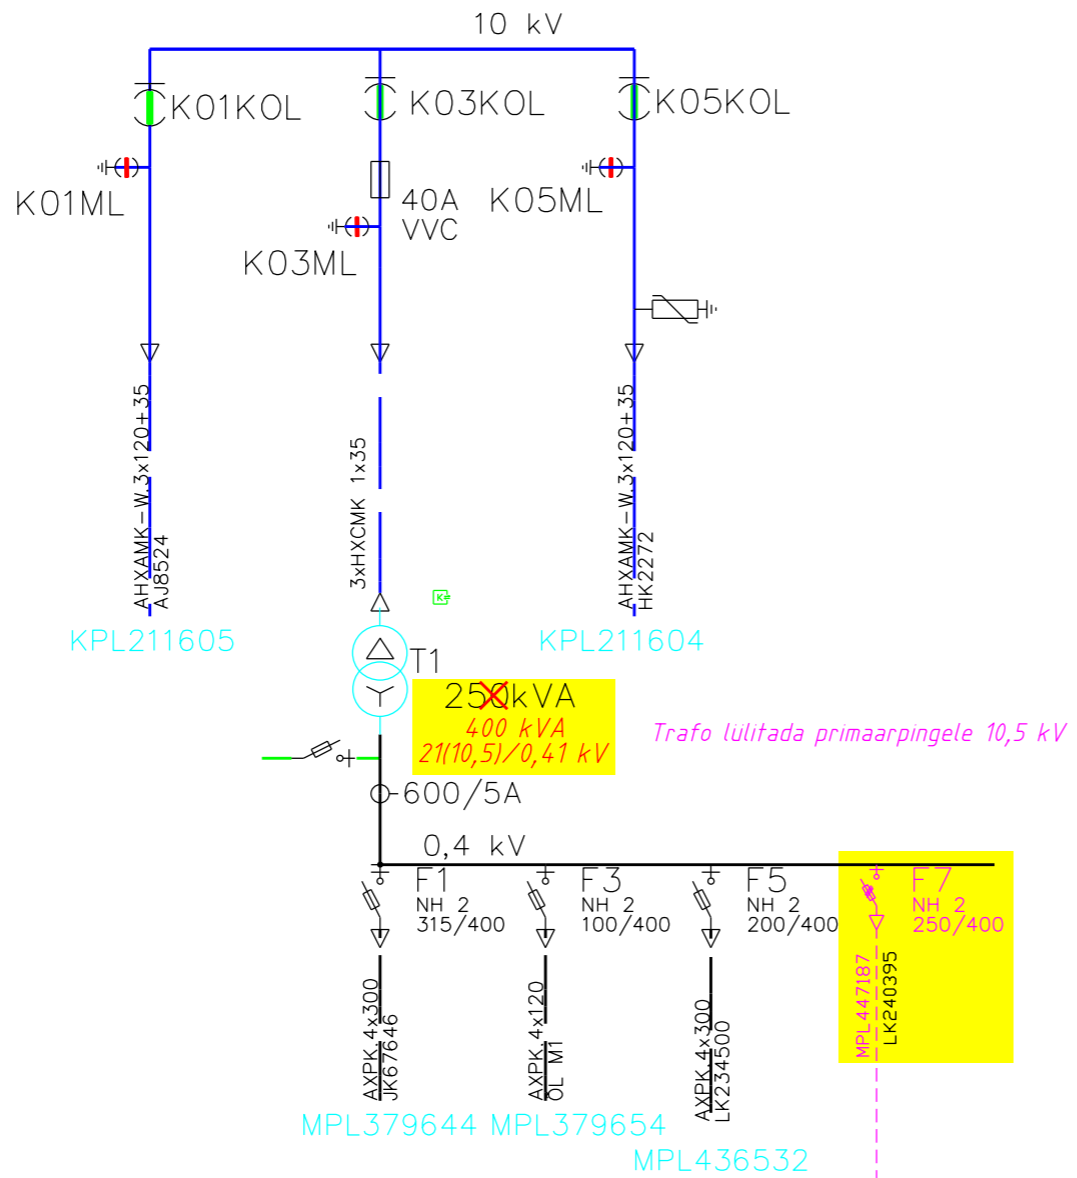 10 kV
K01KOL
K03KOL
K05KOL
K01ML
40A
VVC
K03ML
K05ML
AHXAMK-W.3x120+35
AJ8524
3xHXCMK 1x35
AHXAMK-W.3x120+35
HK2272
KPL211605
KPL211604
K
T1
250kVA
400 kVA
21(10,5)/0,41 kV
Trafo lülitada primaarpingele 10,5 kV
600/5A
0,4 kV
F1
NH 2
315/400
F3
NH 2
100/400
F5
NH 2
200/400
F7
NH 2
250/400
AXPK.4x300
JK67646
AXPK.4x120
OL M1
AXPK.4x300
LK234500
MPL447187
LK240395
MPL379644
MPL379654
MPL436532